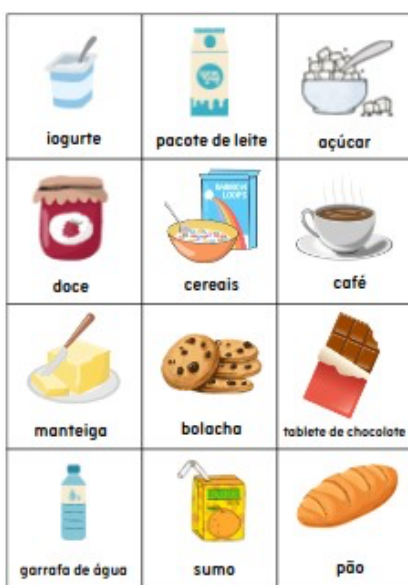 iogurte
pacote de leite
açúcar
doce
cereais
café
manteiga
bolacha
tablete de chocolate
garrafa de água
sumo
pão